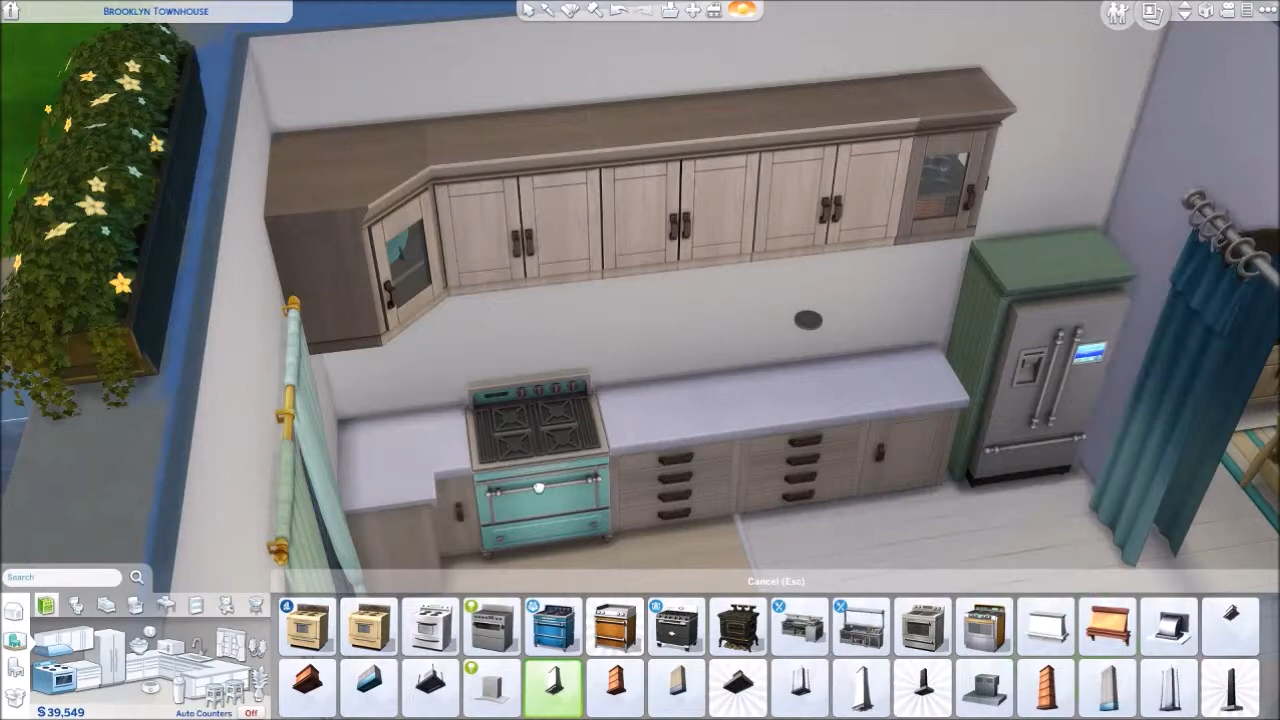 BROOKLYN TOWNHOUSE
Cancel (Esc)
Search
$39,549
Auto Counters
Off